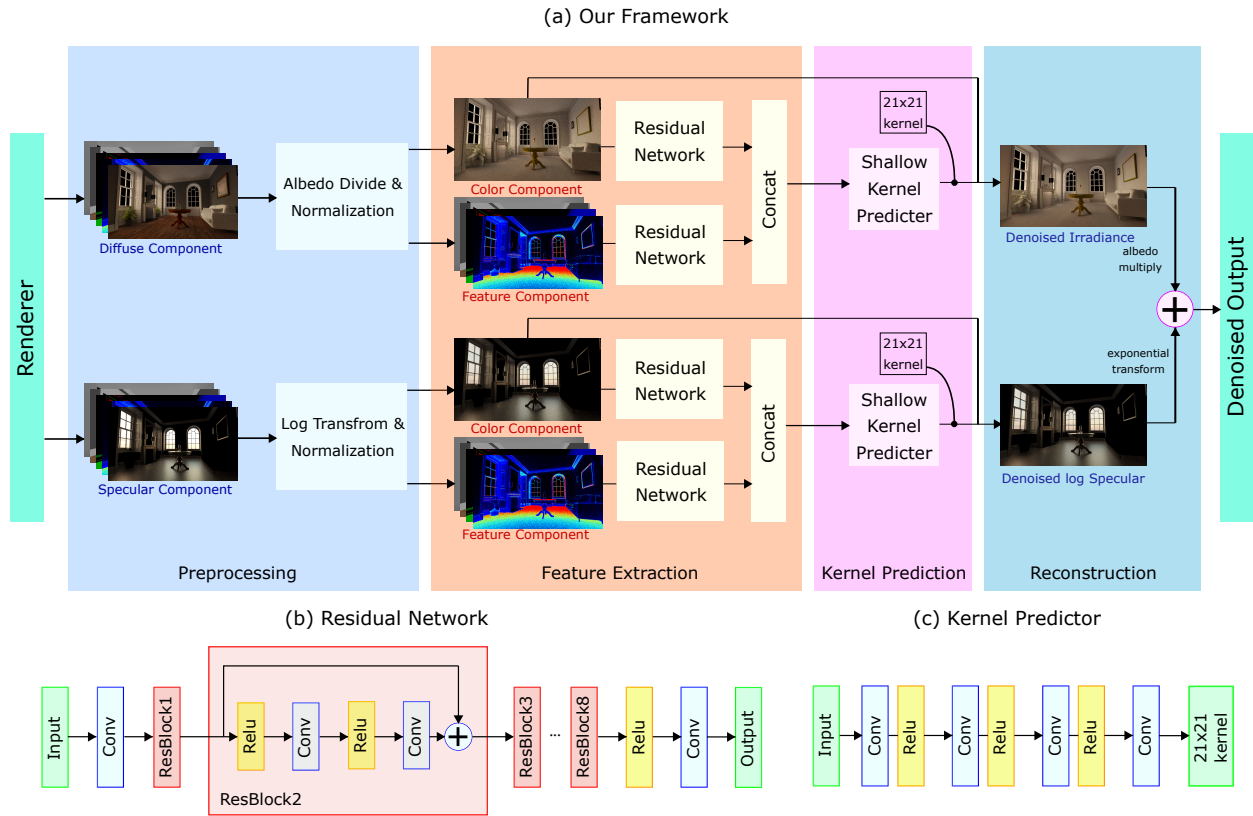 (a) Our Framework
Renderer
Diffuse Component
Albedo Divide &
Normalization
Color Component
Feature Component
Residual
Network
Residual
Network
Concat
21x21
kernel
Shallow
Kernel
Predicter
Denoised Irradiance
albedo
multiply
Specular Component
Log Transfrom &
Normalization
Color Component
Feature Component
Residual
Network
Residual
Network
Concat
21x21
kernel
Shallow
Kernel
Predicter
exponential
transform
Denoised log Specular
Denoised Output
Preprocessing
Feature Extraction
Kernel Prediction
Reconstruction
(b) Residual Network
Input
Conv
ResBlock1
Relu
Conv
Relu
Conv
ResBlock2
ResBlock3
...
ResBlock8
Relu
Conv
Output
(c) Kernel Predictor
Input
Conv
Relu
Conv
Relu
Conv
Relu
Conv
21x21
kernel